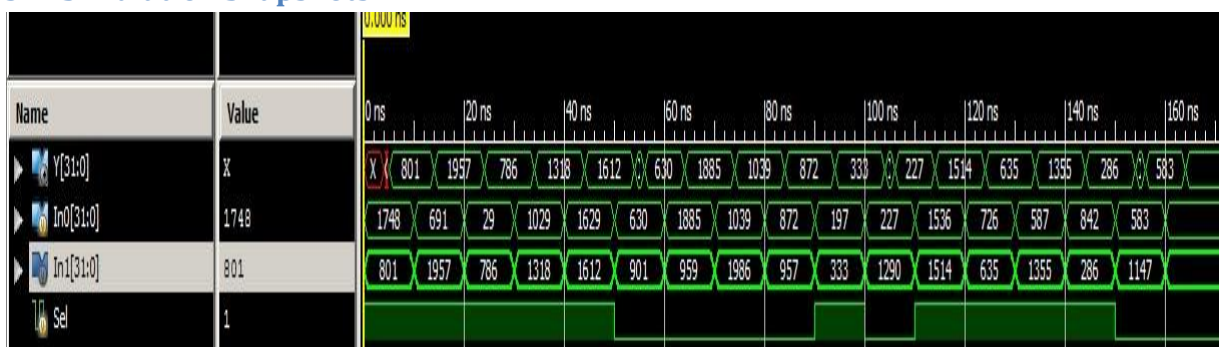 0.000 ns
Name Value 0 ns 20 ns 40 ns 60 ns 80 ns 100 ns 120 ns 140 ns 160 ns
Y[31:0] X X 801 1957 786 1318 1612 630 1885 1039 872 333 227 1514 635 1355 286 583
In0[31:0] 1748 1748 691 29 1029 1629 630 1885 1039 872 197 227 1536 726 587 842 583
In1[31:0] 801 801 1957 786 1318 1612 901 959 1986 957 333 1290 1514 635 1355 286 1147
Sel 1